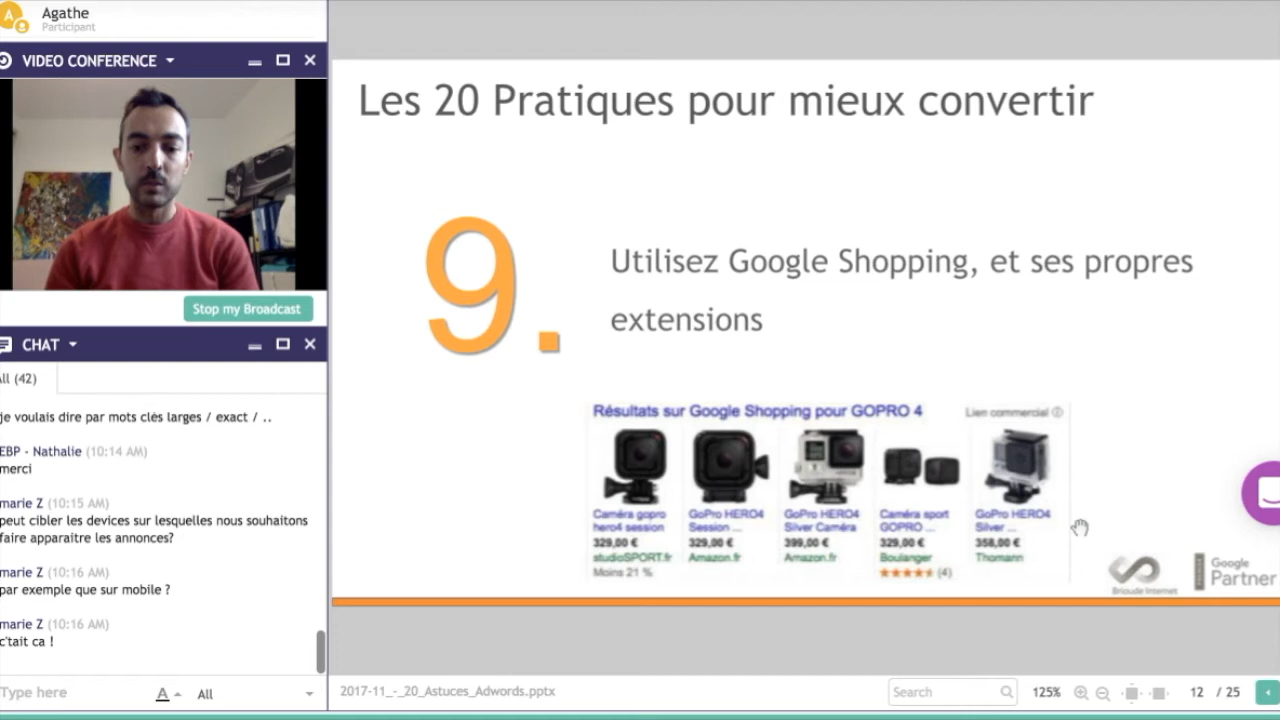 A
Agathe
Participant
VIDEO CONFERENCE
Stop my Broadcast
CHAT
All (42)
je voulais dire par mots clés larges / exact / ..
EBP - Nathalie (10:14 AM)
merci
marie Z (10:15 AM)
peut cibler les devices sur lesquelles nous souhaitons
faire apparaitre les annonces?
marie Z (10:16 AM)
par exemple que sur mobile ?
marie Z (10:16 AM)
c'tait ca !
Type here
A
All
Les 20 Pratiques pour mieux convertir
9.
Utilisez Google Shopping, et ses propres
extensions
Résultats sur Google Shopping pour GOPRO 4
Lien commercial
Caméra gopro
hero4 session
329,00 €
studioSPORT.fr
Moins 21 %
GoPro HERO4
Session ...
329,00 €
Amazon.fr
GoPro HERO4
Silver Caméra
399,00 €
Amazon.fr
Caméra sport
GOPRO ...
329,00 €
Boulanger
(4)
GoPro HERO4
Silver ...
358,00 €
Thomann
Brioude Internet
Google
Partner
2017-11_-_20_Astuces_Adwords.pptx
Search
125%
12 / 25